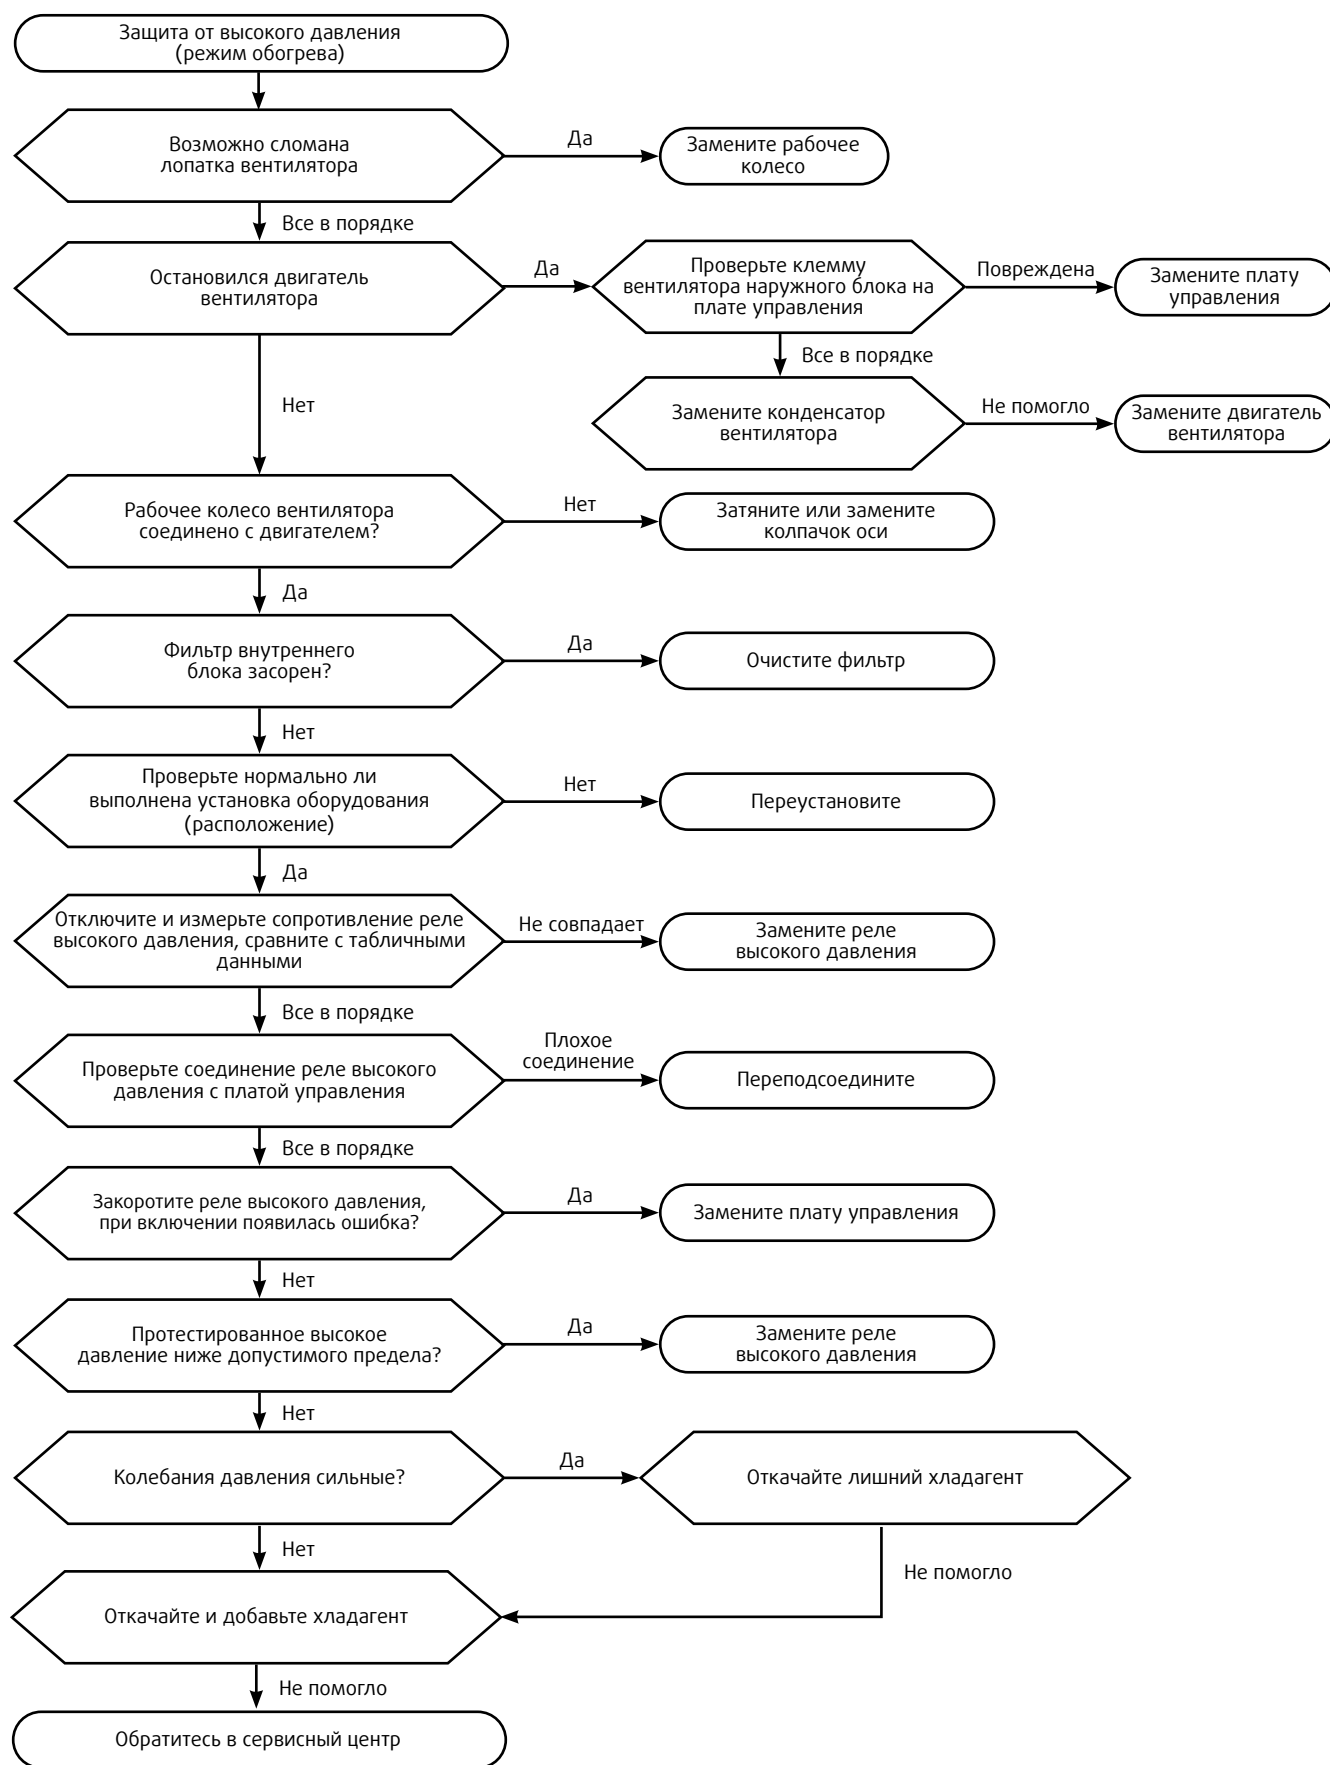 Защита от высокого давления
(режим обогрева)
Возможно сломана
лопатка вентилятора
Да
Замените рабочее
колесо
Все в порядке
Остановился двигатель
вентилятора
Да
Проверьте клемму
вентилятора наружного блока на
плате управления
Повреждена
Замените плату
управления
Все в порядке
Нет
Замените конденсатор
вентилятора
Не помогло
Замените двигатель
вентилятора
Рабочее колесо вентилятора
соединено с двигателем?
Нет
Затяните или замените
колпачок оси
Да
Фильтр внутреннего
блока засорен?
Да
Очистите фильтр
Нет
Проверьте нормально ли
выполнена установка оборудования
(расположение)
Нет
Переустановите
Да
Отключите и измерьте сопротивление реле
высокого давления, сравните с табличными
данными
Не совпадает
Замените реле
высокого давления
Все в порядке
Проверьте соединение реле высокого
давления с платой управления
Плохое
соединение
Переподсоедините
Все в порядке
Закоротите реле высокого давления,
при включении появилась ошибка?
Да
Замените плату управления
Нет
Протестированное высокое
давление ниже допустимого предела?
Да
Замените реле
высокого давления
Нет
Колебания давления сильные?
Да
Откачайте лишний хладагент
Нет
Не помогло
Откачайте и добавьте хладагент
Не помогло
Обратитесь в сервисный центр